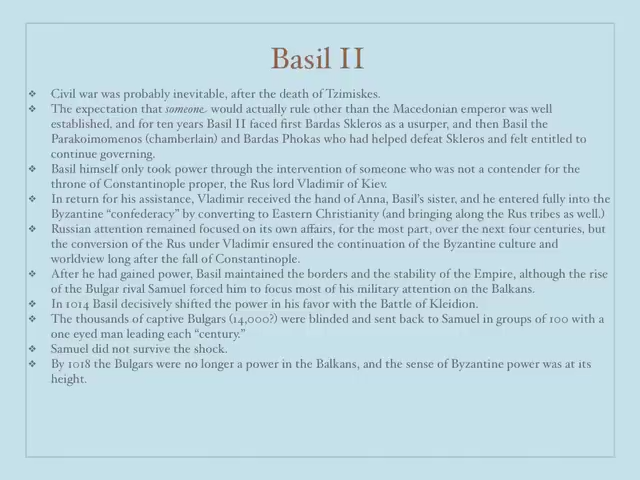 Basil II
❖ Civil war was probably inevitable, after the death of Tzimiskes.
❖ The expectation that someone would actually rule other than the Macedonian emperor was well
established, and for ten years Basil II faced first Bardas Skleros as a usurper, and then Basil the
Parakoimomenos (chamberlain) and Bardas Phokas who had helped defeat Skleros and felt entitled to
continue governing.
❖ Basil himself only took power through the intervention of someone who was not a contender for the
throne of Constantinople proper, the Rus lord Vladimir of Kiev.
❖ In return for his assistance, Vladimir received the hand of Anna, Basil's sister, and he entered fully into the
Byzantine “confederacy” by converting to Eastern Christianity (and bringing along the Rus tribes as well.)
❖ Russian attention remained focused on its own affairs, for the most part, over the next four centuries, but
the conversion of the Rus under Vladimir ensured the continuation of the Byzantine culture and
worldview long after the fall of Constantinople.
❖ After he had gained power, Basil maintained the borders and the stability of the Empire, although the rise
of the Bulgar rival Samuel forced him to focus most of his military attention on the Balkans.
❖ In 1014 Basil decisively shifted the power in his favor with the Battle of Kleidion.
❖ The thousands of captive Bulgars (14,000?) were blinded and sent back to Samuel in groups of 100 with a
one eyed man leading each “century.”
❖ Samuel did not survive the shock.
❖ By 1018 the Bulgars were no longer a power in the Balkans, and the sense of Byzantine power was at its
height.